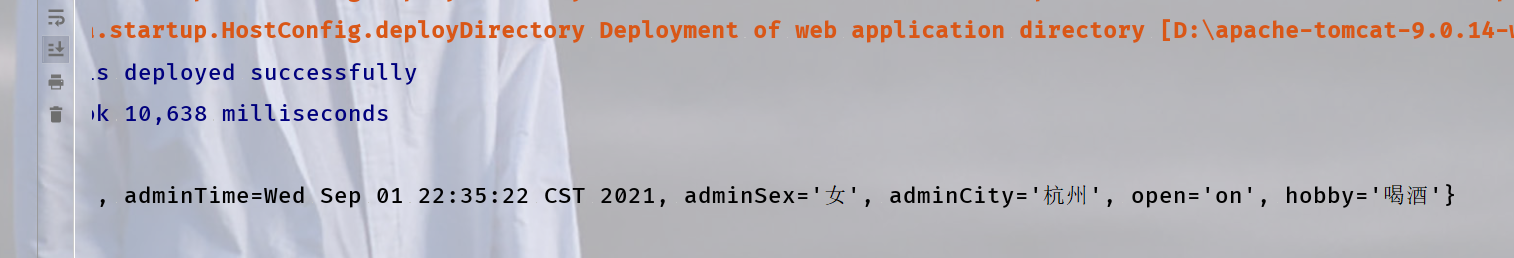 .startup.HostConfig.deployDirectory Deployment of web application directory [D:\apache-tomcat-9.0.14-w
s deployed successfully
k 10,638 milliseconds
, adminTime=Wed Sep 01 22:35:22 CST 2021, adminSex='女', adminCity='杭州', open='on', hobby='喝酒'}